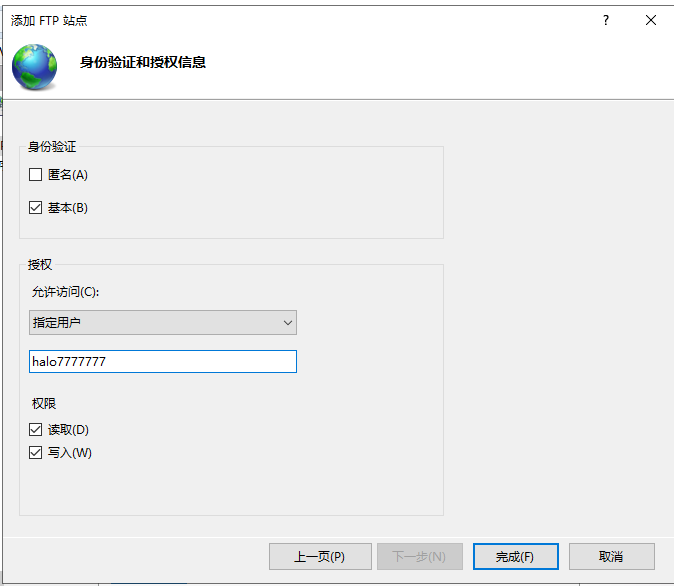 添加 FTP 站点
?
身份验证和授权信息
身份验证
匿名(A)
基本(B)
授权
允许访问(C):
指定用户
halo7777777
权限
读取(D)
写入(W)
上一页(P) 下一步(N) 完成(F) 取消